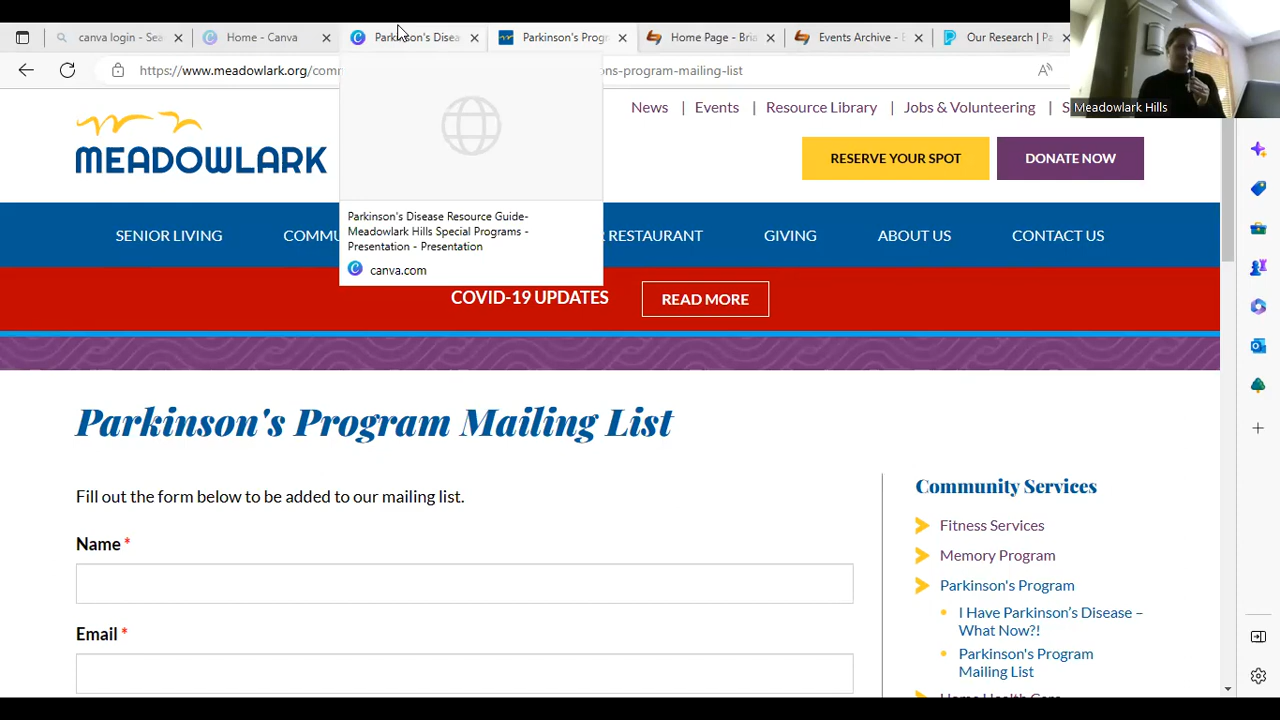 canva login - Sea
Home - Canva
Parkinson's Disea
Parkinson's Progr
Home Page - Bria
Events Archive - E
Our Research | Pa
https://www.meadowlark.org/com
ns-program-mailing-list
Meadowlark Hills
News | Events | Resource Library | Jobs & Volunteering | S
MEADOWLARK
RESERVE YOUR SPOT
DONATE NOW
Parkinson's Disease Resource Guide-
Meadowlark Hills Special Programs -
Presentation - Presentation
canva.com
SENIOR LIVING
COMMU
RESTAURANT
GIVING
ABOUT US
CONTACT US
COVID-19 UPDATES
READ MORE
Parkinson's Program Mailing List
Fill out the form below to be added to our mailing list.
Name *
Email *
Community Services
Fitness Services
Memory Program
Parkinson's Program
I Have Parkinson’s Disease –
What Now?!
Parkinson's Program
Mailing List